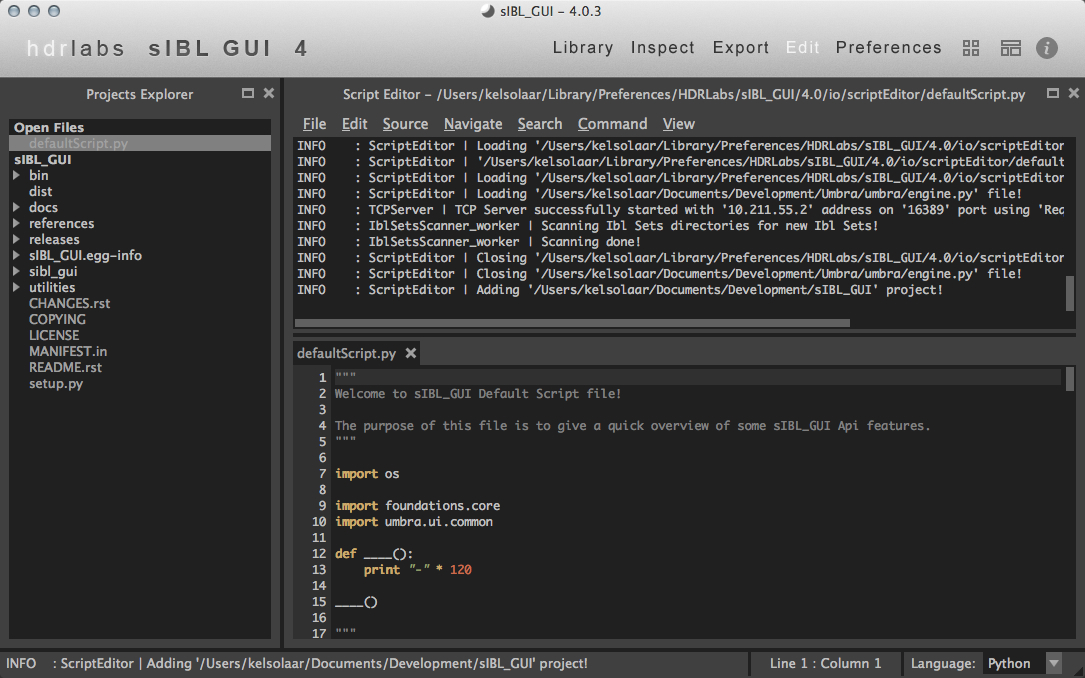 sIBL_GUI – 4.0.3
hdrlabs sIBL GUI 4
Library Inspect Export Edit Preferences
Projects Explorer
Open Files
defaultScript.py
sIBL_GUI
bin
dist
docs
references
releases
sIBL_GUI.egg-info
sibl_gui
utilities
CHANGES.rst
COPYING
LICENSE
MANIFEST.in
README.rst
setup.py
Script Editor – /Users/kelsolaar/Library/Preferences/HDRLabs/sIBL_GUI/4.0/io/scriptEditor/defaultScript.py
File Edit Source Navigate Search Command View
INFO : ScriptEditor | Loading '/Users/kelsolaar/Library/Preferences/HDRLabs/sIBL_GUI/4.0/io/scriptEditor
INFO : ScriptEditor | '/Users/kelsolaar/Library/Preferences/HDRLabs/sIBL_GUI/4.0/io/scriptEditor/default
INFO : ScriptEditor | Loading '/Users/kelsolaar/Library/Preferences/HDRLabs/sIBL_GUI/4.0/io/scriptEditor
INFO : ScriptEditor | Loading '/Users/kelsolaar/Documents/Development/Umbra/umbra/engine.py' file!
INFO : TCPServer | TCP Server successfully started with '10.211.55.2' address on '16389' port using 'Rec
INFO : IblSetsScanner_worker | Scanning Ibl Sets directories for new Ibl Sets!
INFO : IblSetsScanner_worker | Scanning done!
INFO : ScriptEditor | Closing '/Users/kelsolaar/Library/Preferences/HDRLabs/sIBL_GUI/4.0/io/scriptEditor
INFO : ScriptEditor | Closing '/Users/kelsolaar/Documents/Development/Umbra/umbra/engine.py' file!
INFO : ScriptEditor | Adding '/Users/kelsolaar/Documents/Development/sIBL_GUI' project!
defaultScript.py
1 """
2 Welcome to sIBL_GUI Default Script file!
3
4 The purpose of this file is to give a quick overview of some sIBL_GUI Api features.
5 """
6
7 import os
8
9 import foundations.core
10 import umbra.ui.common
11
12 def ____():
13 print "-" * 120
14
15 ____()
16
17 """
INFO : ScriptEditor | Adding '/Users/kelsolaar/Documents/Development/sIBL_GUI' project!
Line 1 : Column 1
Language: Python